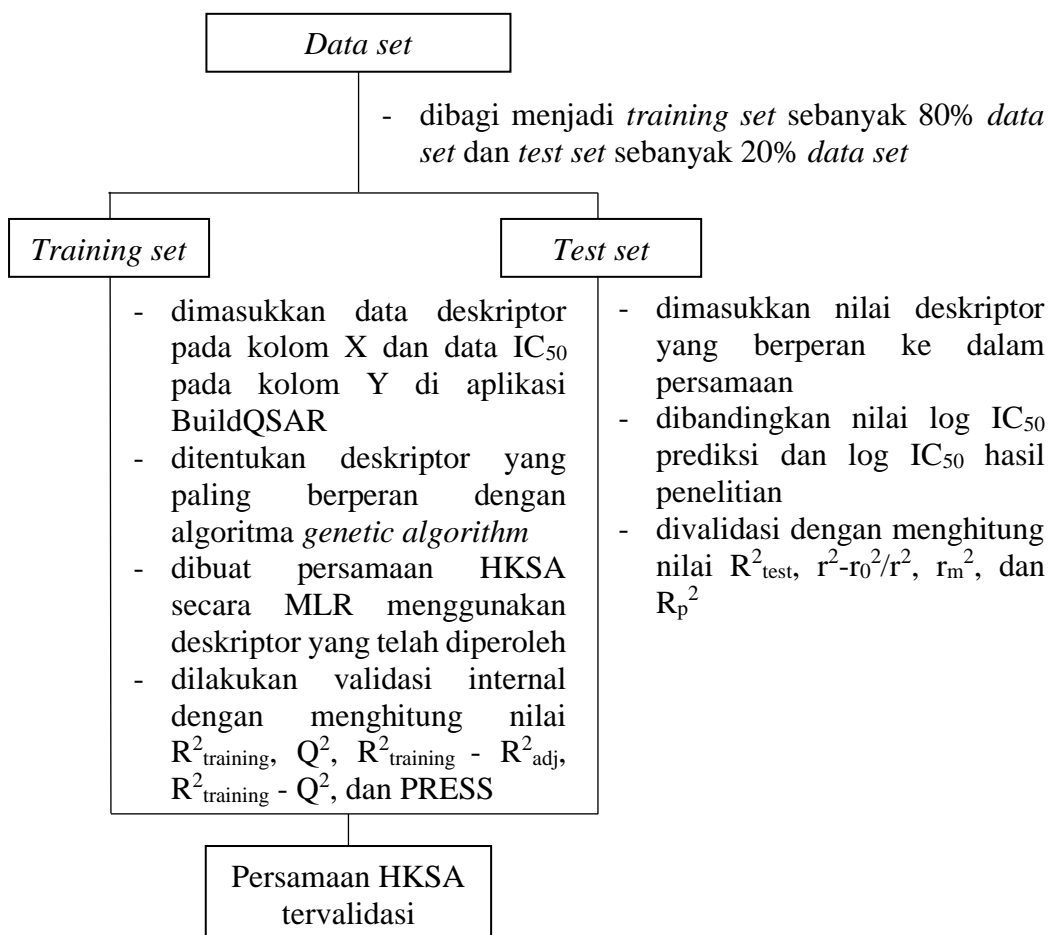 Data set
- dibagi menjadi training set sebanyak 80% data
set dan test set sebanyak 20% data set
Training set
Test set
- dimasukkan data deskriptor
pada kolom X dan data IC₅₀
pada kolom Y di aplikasi
BuildQSAR
- ditentukan deskriptor yang
paling berperan dengan
algoritma genetic algorithm
- dibuat persamaan HKSA
secara MLR menggunakan
deskriptor yang telah diperoleh
- dilakukan validasi internal
dengan menghitung nilai
R²training, Q², R²training - R²adj,
R²training - Q², dan PRESS
- dimasukkan nilai deskriptor
yang berperan ke dalam
persamaan
- dibandingkan nilai log IC₅₀
prediksi dan log IC₅₀ hasil
penelitian
- divalidasi dengan menghitung
nilai R²test, r²-r₀²/r², rm², dan
Rp²
Persamaan HKSA
tervalidasi